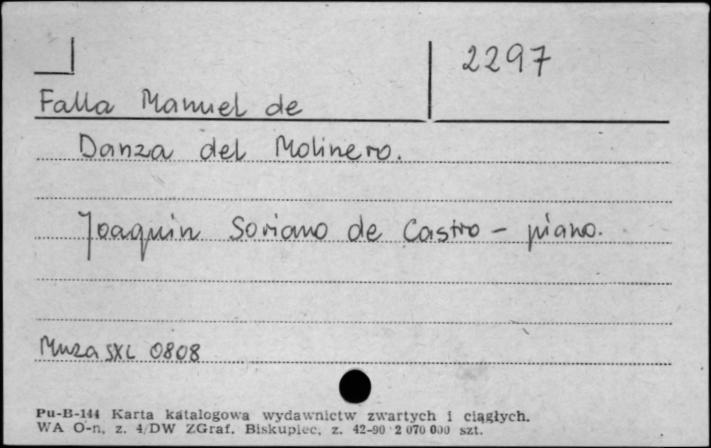 2297
Falla Manuel de
Danza del Molinero.
Joaquin Soriano de Castro - piano.
Muza SXL 0808
Pu-B-144 Karta katalogowa wydawnictw zwartych i ciągłych.
WA O-n, z. 4/DW ZGraf. Biskupiec, z. 42-90 2 070 000 szt.